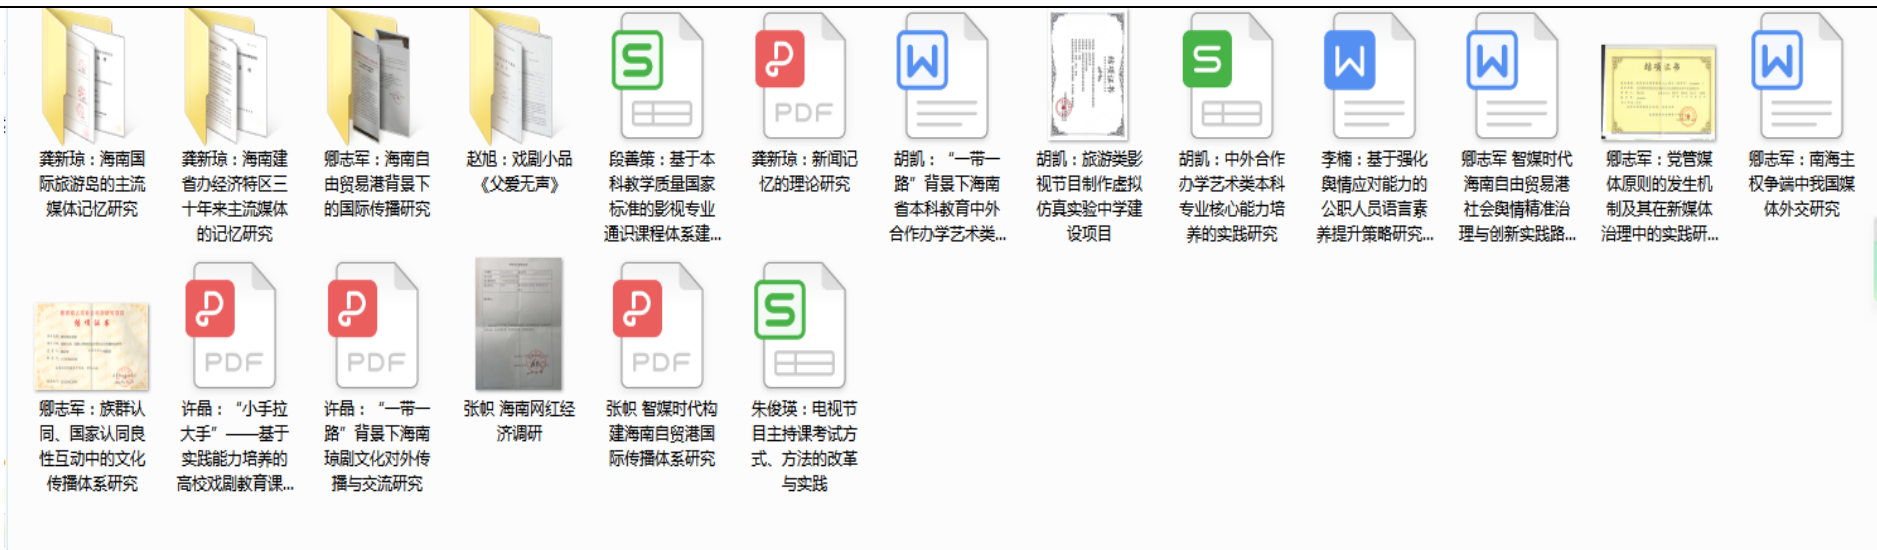 龚新琼：海南国
际旅游岛的主流
媒体记忆研究
龚新琼：海南建
省办经济特区三
十年来主流媒体
的记忆研究
卿志军：海南自
由贸易港背景下
的国际传播研究
赵旭：戏剧小品
《父爱无声》
段善策：基于本
科教学质量国家
标准的影视专业
通识课程体系建...
PDF
龚新琼：新闻记
忆的理论研究
胡凯：“一带一
路”背景下海南
省本科教育中外
合作办学艺术类...
结项证书
胡凯：旅游类影
视节目制作虚拟
仿真实验中学建
设项目
胡凯：中外合作
办学艺术类本科
专业核心能力培
养的实践研究
李楠：基于强化
舆情应对能力的
公职人员语言素
养提升策略研究...
卿志军 智媒时代
海南自由贸易港
社会舆情精准治
理与创新实践路...
结项证书
卿志军：党管媒
体原则的发生机
制及其在新媒体
治理中的实践研...
卿志军：南海主
权争端中我国媒
体外交研究
结项证书
卿志军：族群认
同、国家认同良
性互动中的文化
传播体系研究
PDF
许晶：“小手拉
大手”——基于
实践能力培养的
高校戏剧教育课...
PDF
许晶：“一带一
路”背景下海南
琼剧文化对外传
播与交流研究
张帜 海南网红经
济调研
PDF
张帜 智媒时代构
建海南自贸港国
际传播体系研究
朱俊瑛：电视节
目主持课考试方
式、方法的改革
与实践